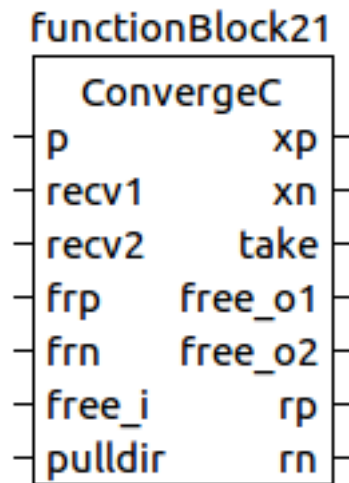 functionBlock21
ConvergeC
p xp
recv1 xn
recv2 take
frp free_o1
frn free_o2
free_i rp
pulldir rn